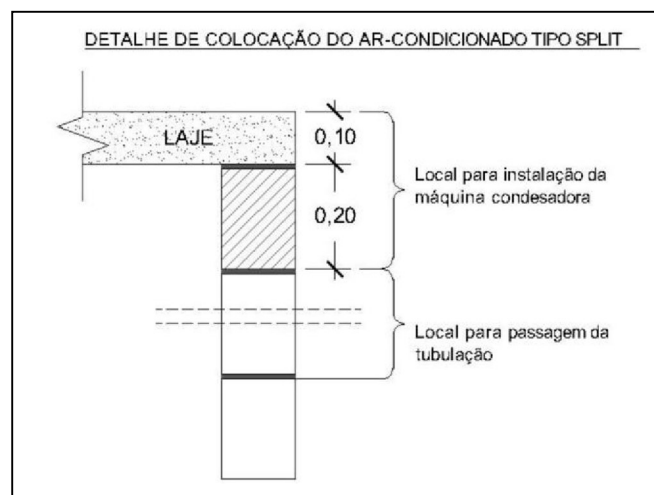 DETALHE DE COLOCAÇÃO DO AR-CONDICIONADO TIPO SPLIT
LAJE
0,10
0,20
Local para instalação da
máquina condesadora
Local para passagem da
tubulação